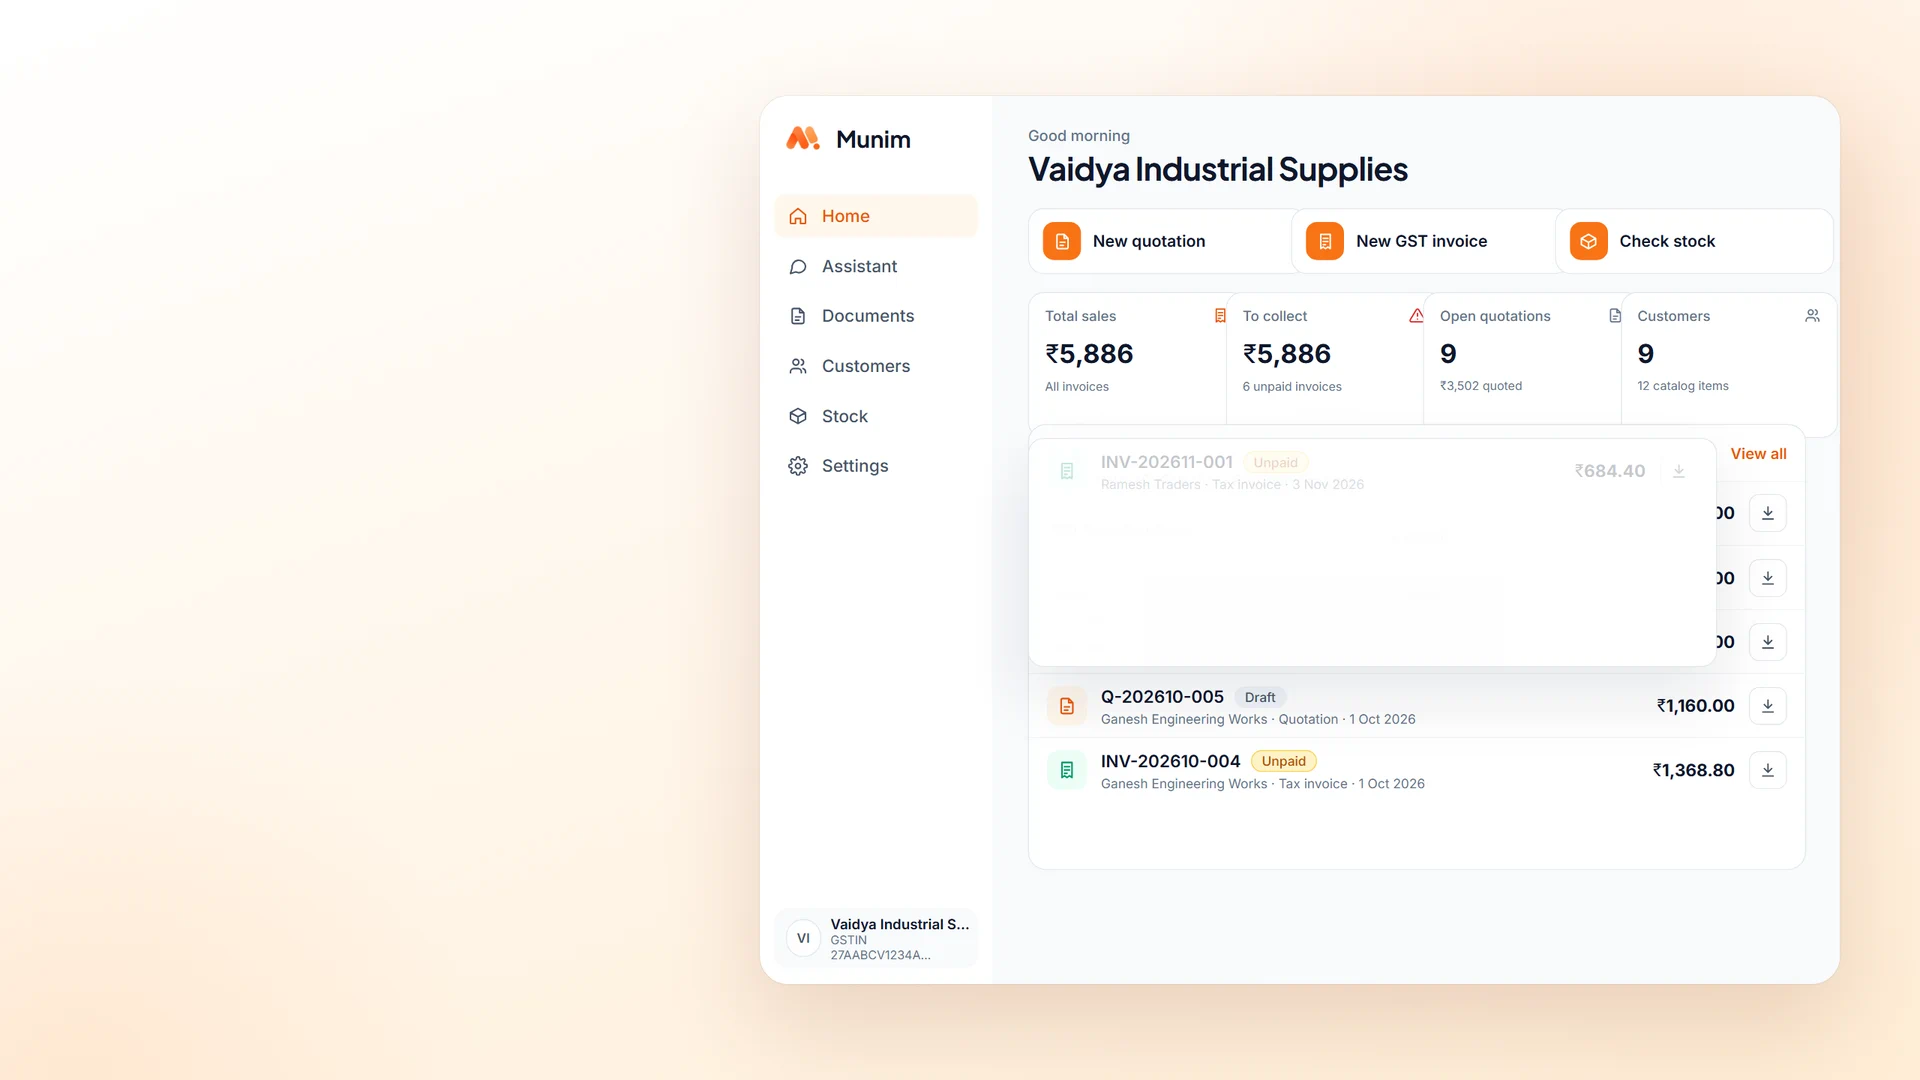 Munim
Home
Assistant
Documents
Customers
Stock
Settings
Vaidya Industrial S...
VI
GSTIN
27AABCV1234A...
Good morning
Vaidya Industrial Supplies
New quotation
New GST invoice
Check stock
Total sales
₹5,886
All invoices
To collect
₹5,886
6 unpaid invoices
Open quotations
9
₹3,502 quoted
Customers
9
12 catalog items
View all
INV-202611-001 Unpaid
Ramesh Traders · Tax invoice · 3 Nov 2026
₹684.40
00
00
00
Q-202610-005 Draft
Ganesh Engineering Works · Quotation · 1 Oct 2026
₹1,160.00
INV-202610-004 Unpaid
Ganesh Engineering Works · Tax invoice · 1 Oct 2026
₹1,368.80